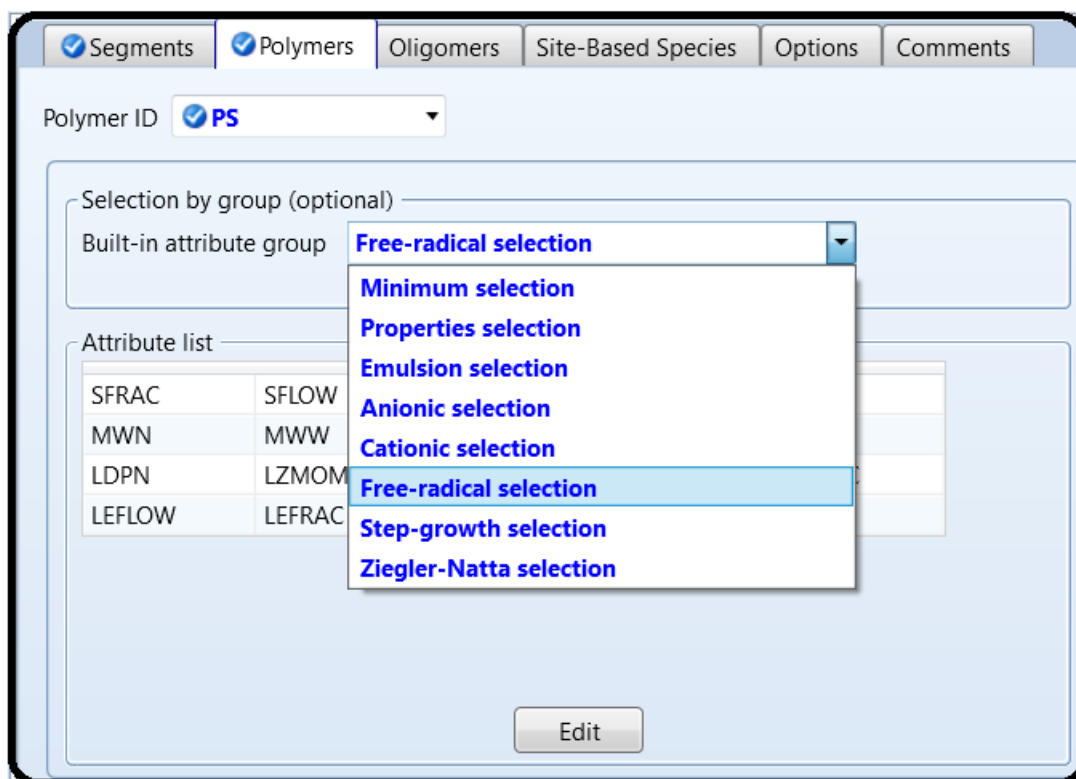 Segments Polymers Oligomers Site-Based Species Options Comments
Polymer ID PS
Selection by group (optional)
Built-in attribute group Free-radical selection
Minimum selection
Properties selection
Attribute list
Emulsion selection
SFRAC SFLOW
Anionic selection
MWN MWW
Cationic selection
LDPN LZMOM
Free-radical selection
LEFLOW LEFRAC
Step-growth selection
Ziegler-Natta selection
Edit